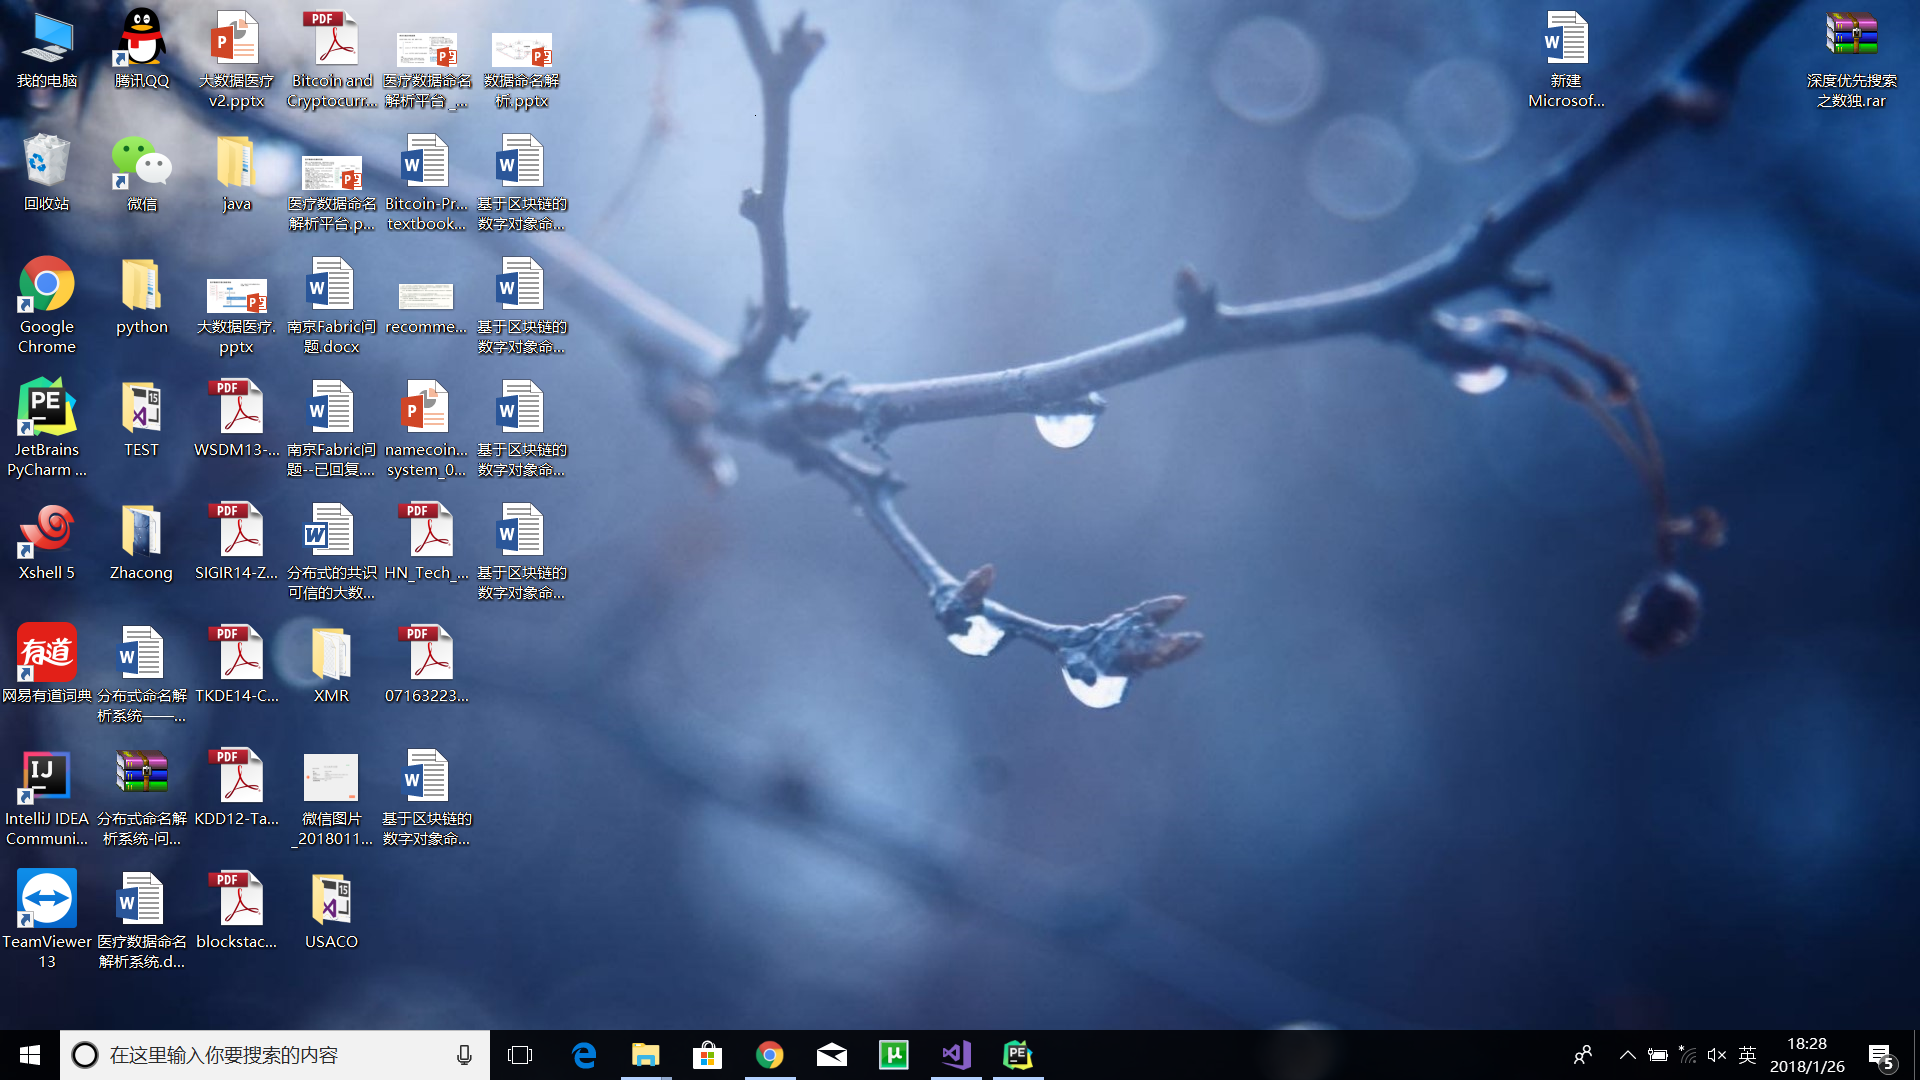 我的电脑
腾讯QQ
大数据医疗
v2.pptx
Bitcoin and
Cryptocurr...
医疗数据命名
解析平台_...
数据命名解
析.pptx
新建
Microsof...
深度优先搜索
之数独.rar
回收站
微信
java
医疗数据命名
解析平台.p...
Bitcoin-Pr...
textbook...
基于区块链的
数字对象命...
Google
Chrome
python
大数据医疗.
pptx
南京Fabric问
题.docx
recomme...
基于区块链的
数字对象命...
JetBrains
PyCharm ...
TEST
WSDM13-...
南京Fabric问
题--已回复....
namecoin...
system_0...
基于区块链的
数字对象命...
Xshell 5
Zhacong
SIGIR14-Z...
分布式的共识
可信的大数...
HN_Tech_...
基于区块链的
数字对象命...
有道
网易有道词典
分布式命名解
析系统——...
TKDE14-C...
XMR
07163223...
IntelliJ IDEA
Communi...
分布式命名解
析系统-问...
KDD12-Ta...
微信图片
_2018011...
基于区块链的
数字对象命...
TeamViewer
13
医疗数据命名
解析系统.d...
blockstac...
USACO
在这里输入你要搜索的内容
英
18:28
2018/1/26
5